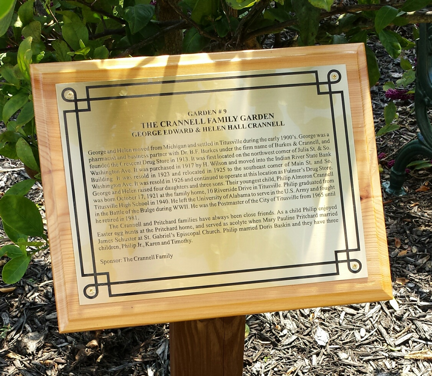 GARDEN # 9
THE CRANNELL FAMILY GARDEN
GEORGE EDWARD & HELEN HALL CRANNELL
George and Helen moved from Michigan and settled in Titusville during the early 1900's. George was a
pharmacist and business partner with Dr. B.F. Burkes under the firm name of Burkes & Crannell, and
Drug Store in 1913. It was first located on the northwest corner of Julia St. & So.
Washington Ave. It was purchased in 1917 by H. Wilson and moved into the Indian River State Bank
Building. George resold in 1923 and relocated in 1925 to the southeast corner of Main St. and So.
Washington Ave. It was resold in 1926 and continued to operate at this location as Fulmer's Drug Store.
George and Helen raised four daughters and three sons. Their youngest child, Philip Almeron Crannell
was born October 17, 1921 at the family home, 10 Riverside Drive in Titusville. Philip graduated from
Titusville High School in 1940. He left the University of Alabama to serve in the U.S. Army and fought
in the Battle of the Bulge during WWII. He was the Postmaster of the City of Titusville from 1965 until
he retired in 1981.
The Crannell and Pritchard families have always been close friends. As a child Philip enjoyed
Easter egg hunts at the Pritchard home, and served as acolyte when Mary Pauline Pritchard married
James Schuster at St. Gabriel's Episcopal Church. Philip married Doris Baskin and they have three
children, Philip Jr., Karen and Timothy.
Sponsor: The Crannell Family